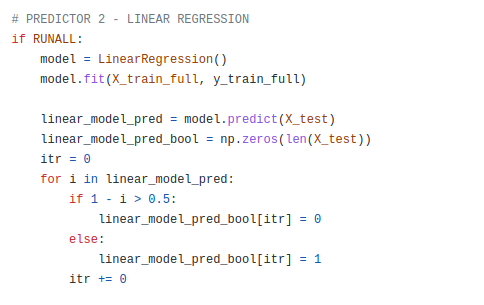 # PREDICTOR 2 - LINEAR REGRESSION
if RUNALL:
    model = LinearRegression()
    model.fit(X_train_full, y_train_full)

    linear_model_pred = model.predict(X_test)
    linear_model_pred_bool = np.zeros(len(X_test))
    itr = 0
    for i in linear_model_pred:
        if 1 - i > 0.5:
            linear_model_pred_bool[itr] = 0
        else:
            linear_model_pred_bool[itr] = 1
        itr += 0